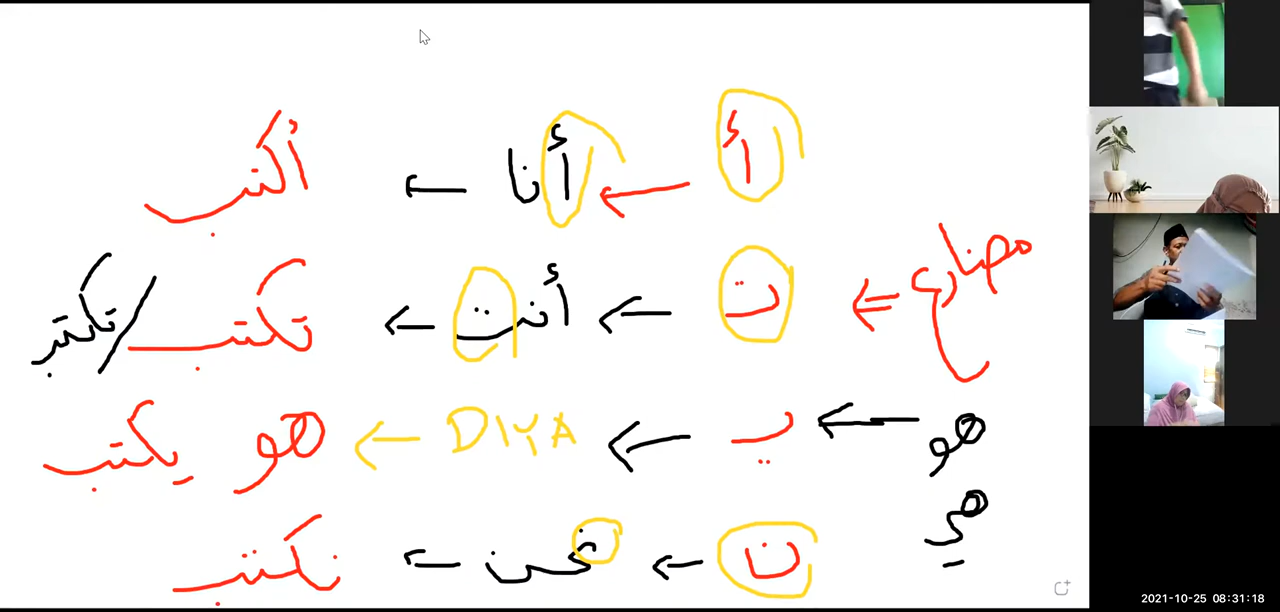 أ ← أنا ← أكتب
مضارع ← ت ← أنت ← تكتب / تكتب
هو ← يـ ← DIYA ← هو يكتب
هي
ن ← نحن ← نكتب
2021-10-25 08:31:18